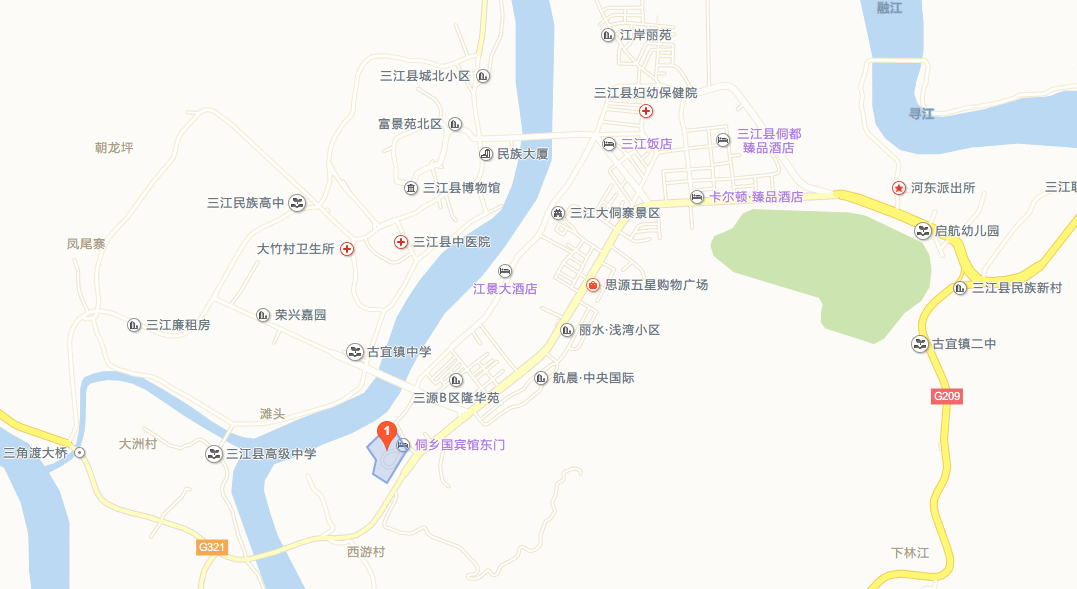 融江
江岸丽苑
三江县城北小区
三江县妇幼保健院
寻江
富景苑北区
三江县侗都
臻品酒店
三江饭店
朝龙坪
民族大厦
三江县博物馆
河东派出所
卡尔顿·臻品酒店
三江民族高中
三江大侗寨景区
启航幼儿园
凤尾寨
大竹村卫生所
三江县中医院
江景大酒店
思源五星购物广场
三江县民族新村
荣兴嘉园
三江廉租房
丽水·浅湾小区
古宜镇二中
古宜镇中学
航晨·中央国际
三源B区隆华苑
G209
滩头
1
大洲村
侗乡国宾馆东门
三角渡大桥
三江县高级中学
G321
西游村
下林江